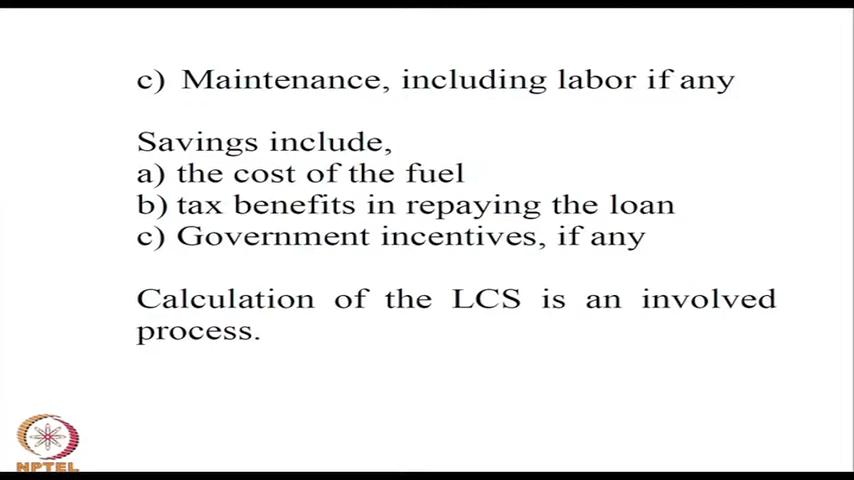 c) Maintenance, including labor if any
Savings include,
a) the cost of the fuel
b) tax benefits in repaying the loan
c) Government incentives, if any
Calculation of the LCS is an involved
process.
NPTEL